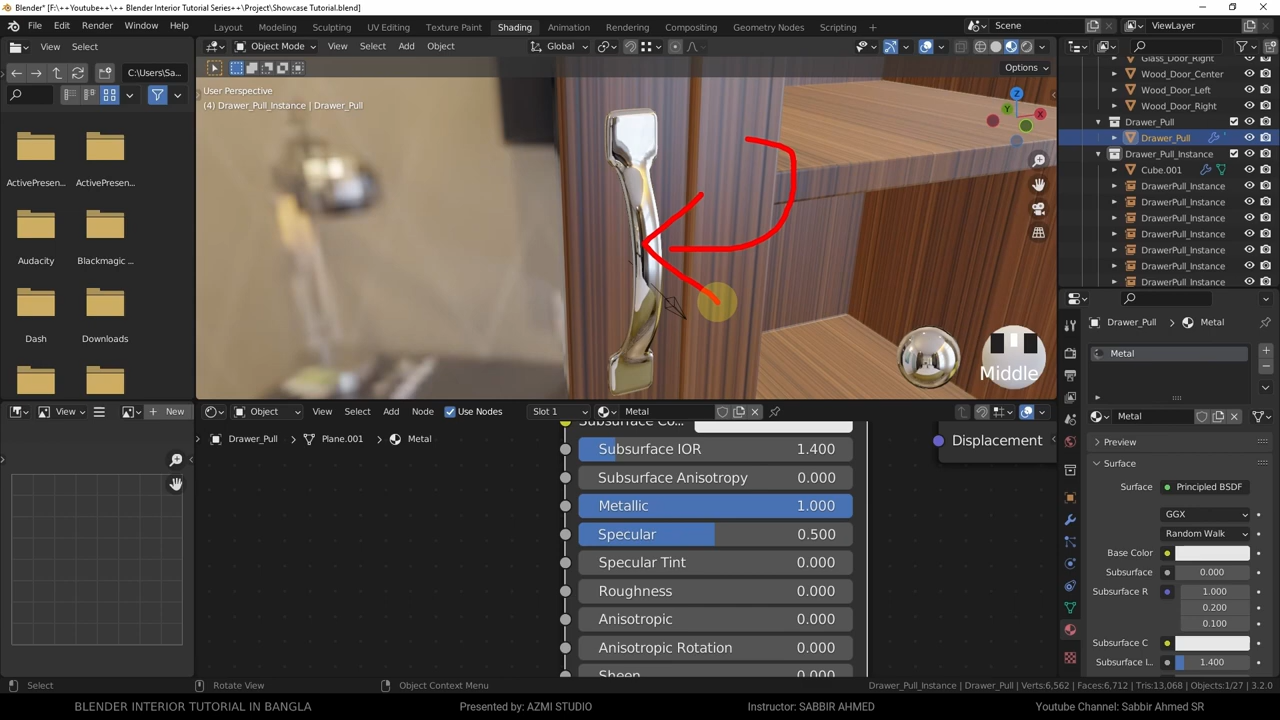 Blender* [F:\++Youtube++\++ Blender Interior Tutorial Series++\Project\Showcase Tutorial.blend]
File Edit Render Window Help Layout Modeling Sculpting UV Editing Texture Paint Shading Animation Rendering Compositing Geometry Nodes Scripting Scene ViewLayer
View Select Object Mode View Select Add Object Global
C:\Users\Sa... Options
User Perspective
(4) Drawer_Pull_Instance | Drawer_Pull
Z
Y
X
Glass_Door_Right
Wood_Door_Center
Wood_Door_Left
Wood_Door_Right
Drawer_Pull
Drawer_Pull
Drawer_Pull_Instance
Cube.001
DrawerPull_Instance
DrawerPull_Instance
DrawerPull_Instance
DrawerPull_Instance
DrawerPull_Instance
DrawerPull_Instance
DrawerPull_Instance
ActivePresen... ActivePresen...
Audacity Blackmagic ...
Dash Downloads
Middle
View New Object View Select Add Node Use Nodes Slot 1 Metal
Drawer_Pull Plane.001 Metal
Subsurface Co...
Subsurface IOR 1.400
Subsurface Anisotropy 0.000
Metallic 1.000
Specular 0.500
Specular Tint 0.000
Roughness 0.000
Anisotropic 0.000
Anisotropic Rotation 0.000
Sheen 0.000
Displacement
Drawer_Pull Metal
Metal
Metal
Preview
Surface
Surface Principled BSDF
GGX
Random Walk
Base Color
Subsurface 0.000
Subsurface R 1.000
0.200
0.100
Subsurface C
Subsurface I... 1.400
Select Rotate View Object Context Menu Drawer_Pull_Instance | Drawer_Pull | Verts:6,562 | Faces:6,712 | Tris:13,068 | Objects:1/27 | 3.2.0
BLENDER INTERIOR TUTORIAL IN BANGLA Presented by: AZMI STUDIO Instructor: SABBIR AHMED Youtube Channel: Sabbir Ahmed SR